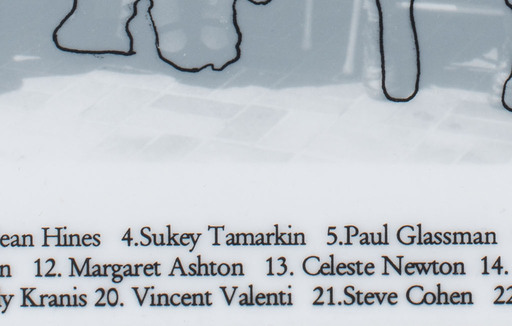 ean Hines 4.Sukey Tamarkin 5.Paul Glassman
n 12. Margaret Ashton 13. Celeste Newton 14.
ly Kranis 20. Vincent Valenti 21.Steve Cohen 22